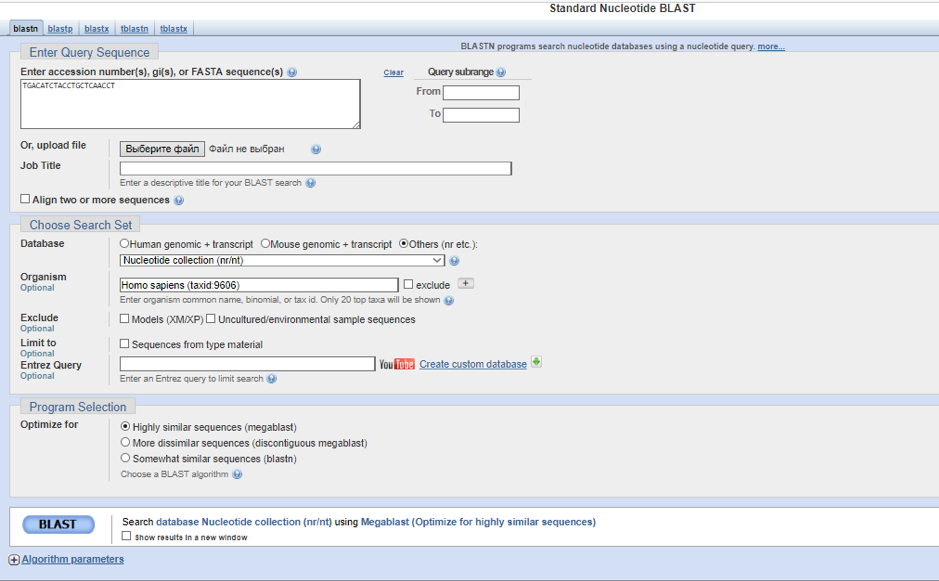 Standard Nucleotide BLAST
blastn blastp blastx tblastn tblastx
BLASTN programs search nucleotide databases using a nucleotide query. more...
Enter Query Sequence
Enter accession number(s), gi(s), or FASTA sequence(s) Clear Query subrange
TGACATCTACCTGCTCAACCT
From
To
Or, upload file Выберите файл Файл не выбран
Job Title
Enter a descriptive title for your BLAST search
Align two or more sequences
Choose Search Set
Database Human genomic + transcript Mouse genomic + transcript Others (nr etc.):
Nucleotide collection (nr/nt)
Organism
Optional
Homo sapiens (taxid:9606) exclude +
Enter organism common name, binomial, or tax id. Only 20 top taxa will be shown
Exclude
Optional
Models (XM/XP) Uncultured/environmental sample sequences
Limit to
Optional
Sequences from type material
Entrez Query
Optional
YouTube Create custom database
Enter an Entrez query to limit search
Program Selection
Optimize for
Highly similar sequences (megablast)
More dissimilar sequences (discontiguous megablast)
Somewhat similar sequences (blastn)
Choose a BLAST algorithm
BLAST
Search database Nucleotide collection (nr/nt) using Megablast (Optimize for highly similar sequences)
Show results in a new window
Algorithm parameters